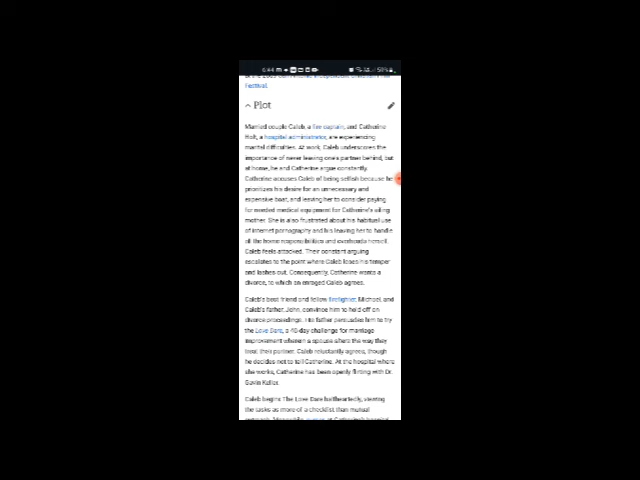 Festival.
Plot
Married couple Caleb, a fire captain, and Catherine
Holt, a hospital administrator, are experiencing
marital difficulties. At work, Caleb underscores the
importance of never leaving one's partner behind, but
at home, he and Catherine argue constantly.
Catherine accuses Caleb of being selfish because he
prioritizes his desire for an unnecessary and
expensive boat, and leaving her to consider paying
for needed medical equipment for Catherine's ailing
mother. She is also frustrated about his habitual use
of internet pornography and his leaving her to handle
all the home responsibilities and overloads herself.
Caleb feels attacked. Their constant arguing
escalates to the point where Caleb loses his temper
and lashes out. Consequently, Catherine wants a
divorce, to which an enraged Caleb agrees.
Caleb's best friend and fellow firefighter, Michael, and
Caleb's father, John, convince him to hold off on
divorce proceedings. His father persuades him to try
the Love Dare, a 40-day challenge for marriage
improvement wherein a spouse alters the way they
treat their partner. Caleb reluctantly agrees, though
he decides not to tell Catherine. At the hospital where
she works, Catherine has been openly flirting with Dr.
Gavin Keller.
Caleb begins The Love Dare halfheartedly, viewing
the tasks as more of a checklist than mutual